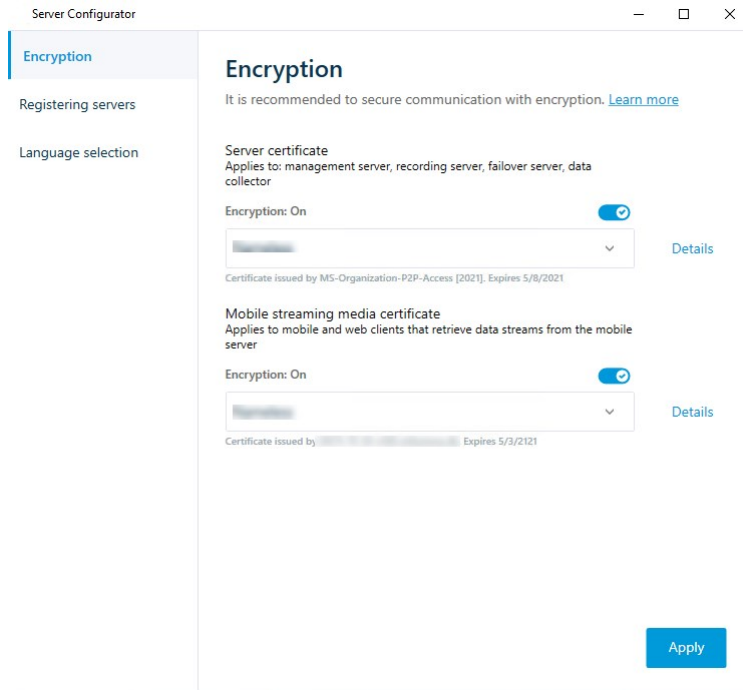 Server Configurator
Encryption
Registering servers
Language selection
Encryption
It is recommended to secure communication with encryption. Learn more
Server certificate
Applies to: management server, recording server, failover server, data
collector
Encryption: On
Details
Certificate issued by MS-Organization-P2P-Access [2021]. Expires 5/8/2021
Mobile streaming media certificate
Applies to mobile and web clients that retrieve data streams from the mobile
server
Encryption: On
Details
Certificate issued by Expires 5/3/2121
Apply